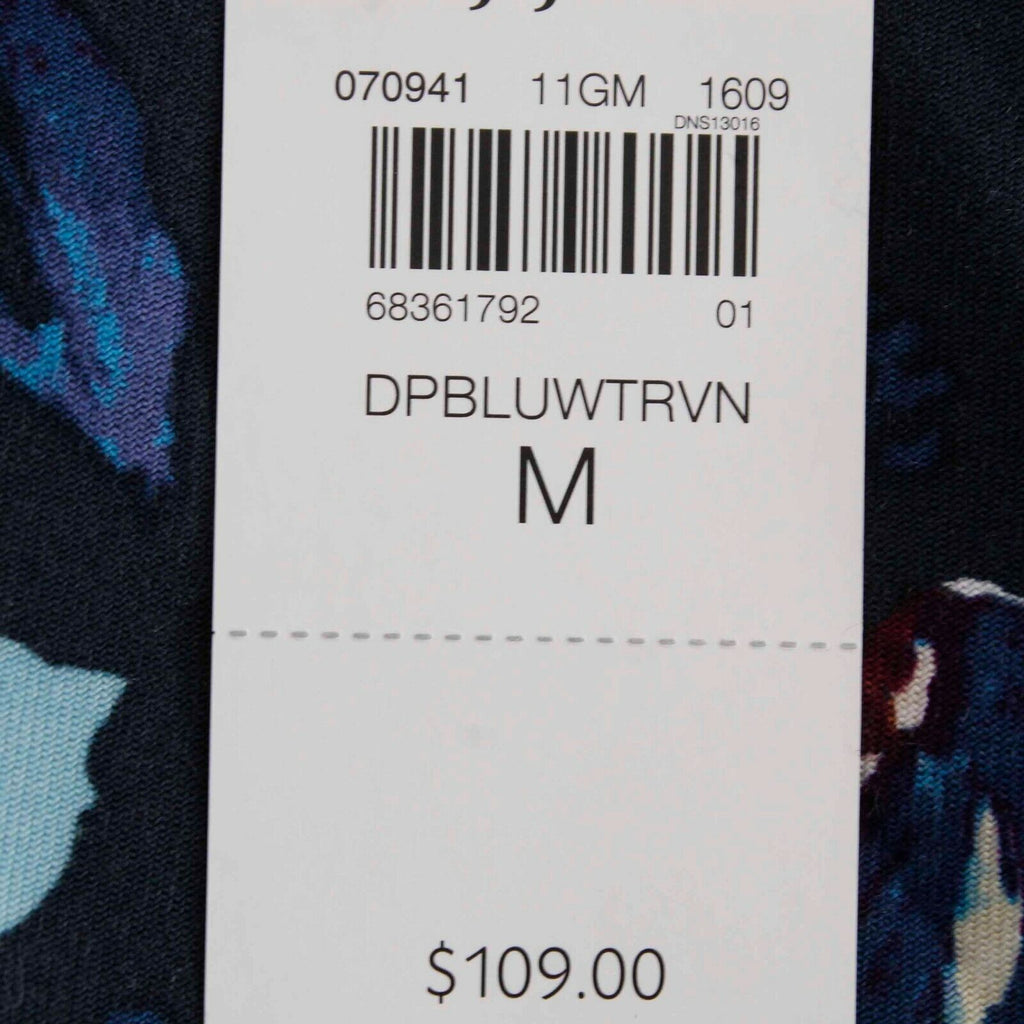 070941 11GM 1609
DNS13016
68361792 01
DPBLUWTRVN
M
$109.00